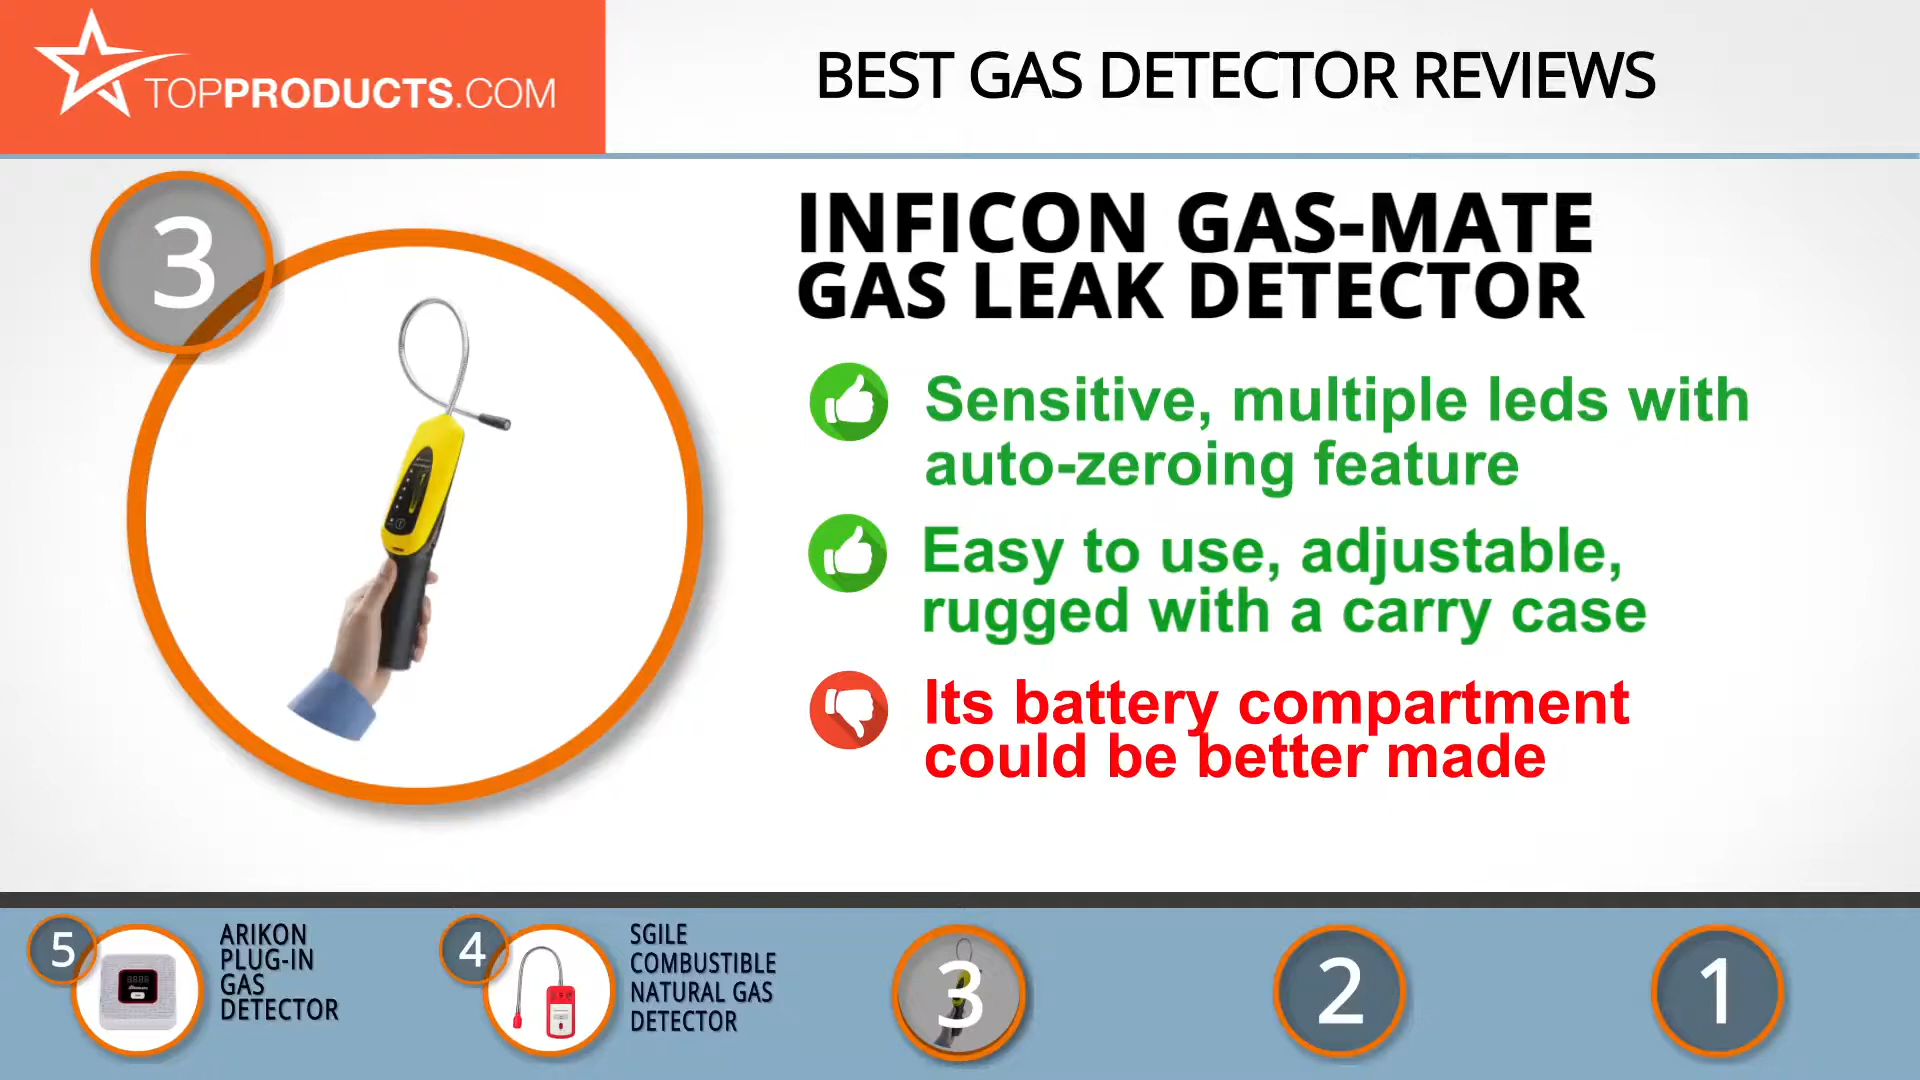 TOPPRODUCTS.COM
BEST GAS DETECTOR REVIEWS
3
INFICON GAS-MATE
GAS LEAK DETECTOR
Sensitive, multiple leds with
auto-zeroing feature
Easy to use, adjustable,
rugged with a carry case
Its battery compartment
could be better made
5
ARIKON
PLUG-IN
GAS
DETECTOR
4
SGILE
COMBUSTIBLE
NATURAL GAS
DETECTOR
3
2
1